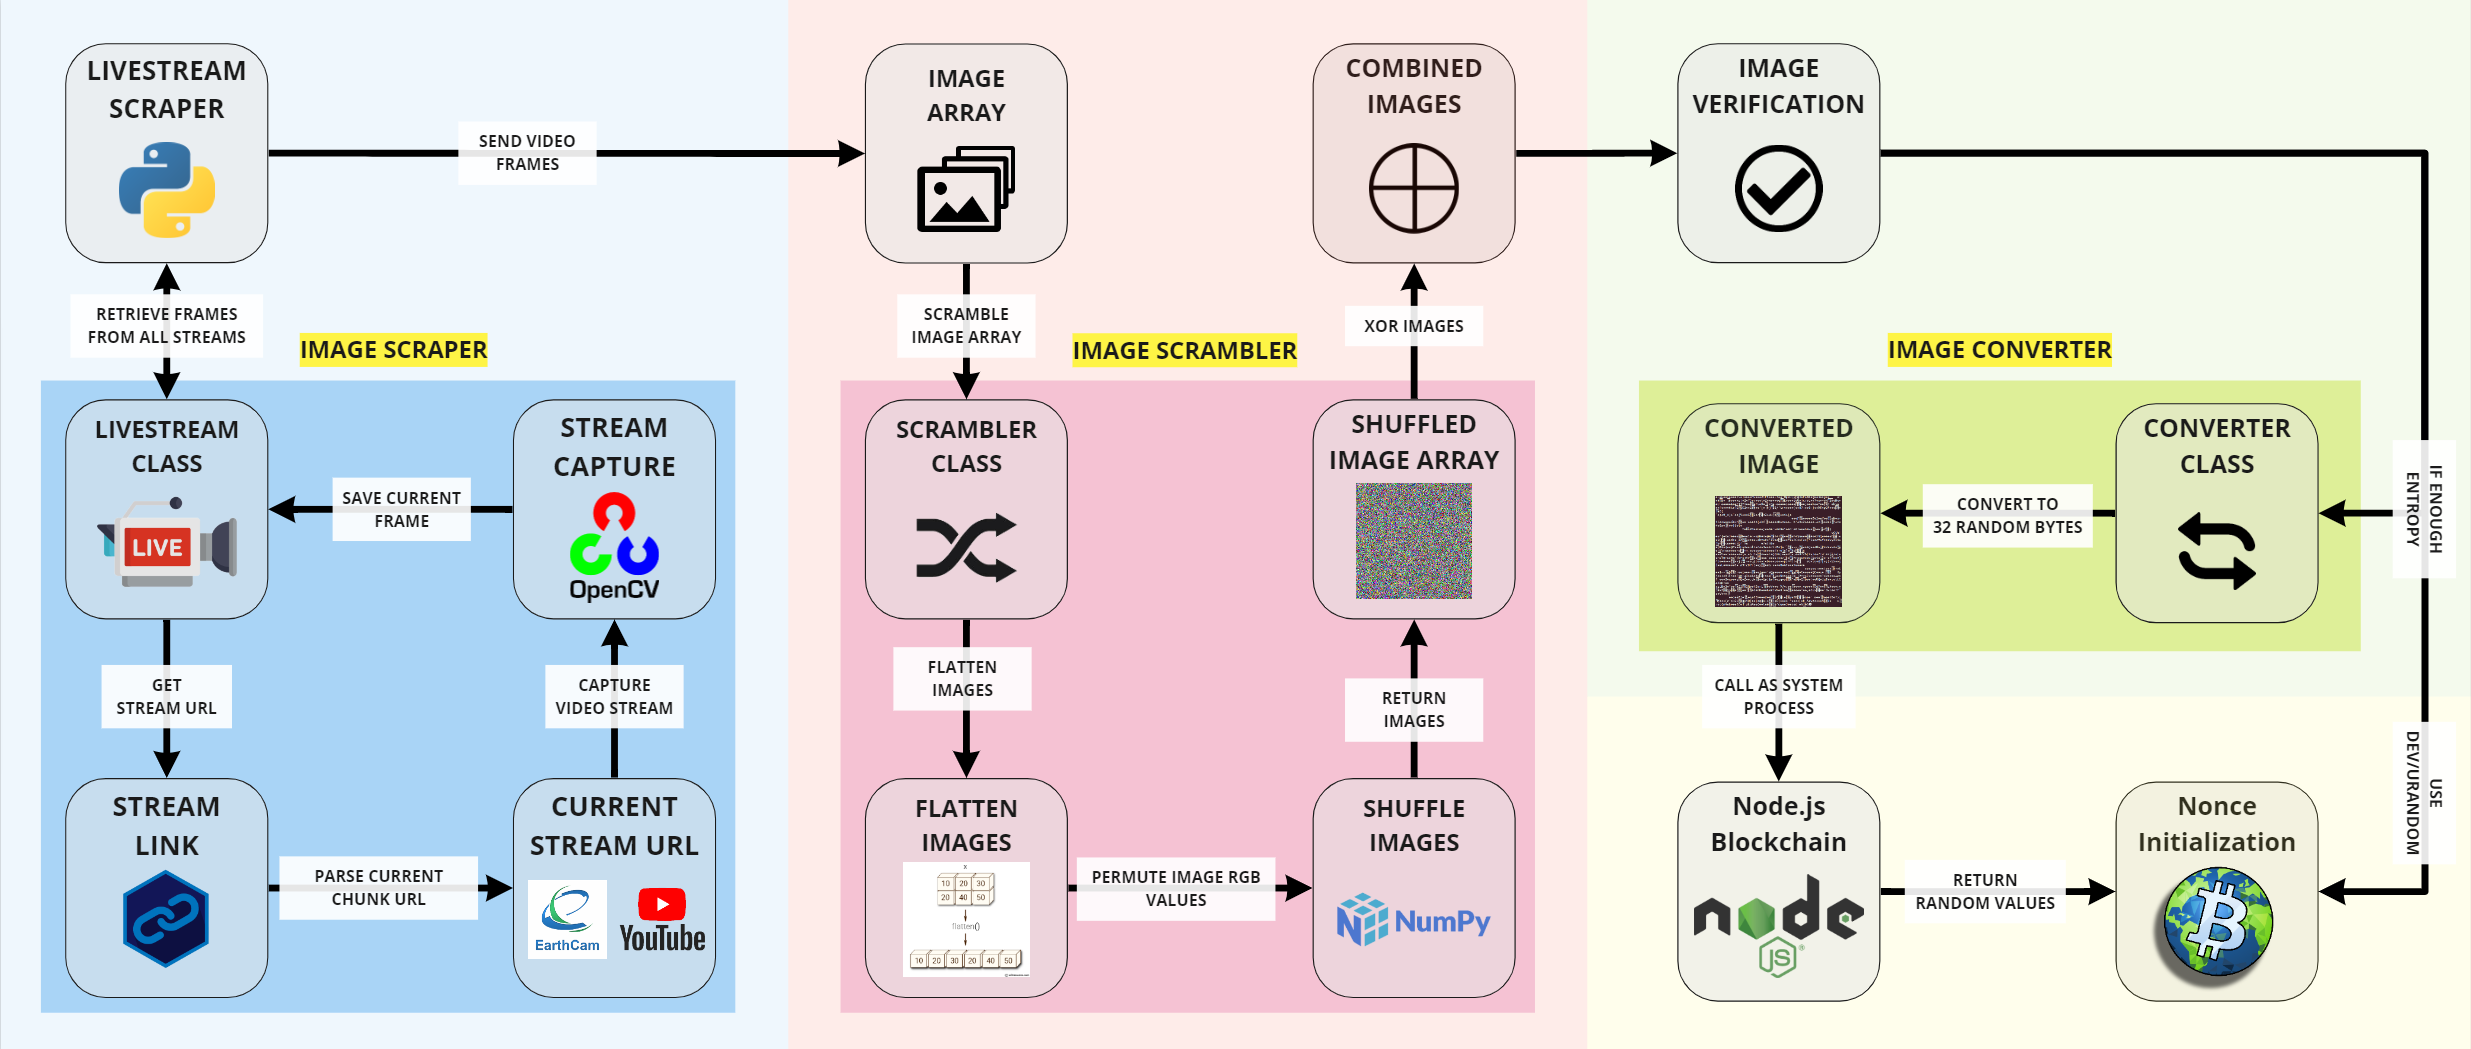 LIVESTREAM
SCRAPER
SEND VIDEO
FRAMES
RETRIEVE FRAMES
FROM ALL STREAMS
IMAGE SCRAPER
LIVESTREAM
CLASS
LIVE
SAVE CURRENT
FRAME
STREAM
CAPTURE
OpenCV
GET
STREAM URL
CAPTURE
VIDEO STREAM
STREAM
LINK
PARSE CURRENT
CHUNK URL
CURRENT
STREAM URL
EarthCam
YouTube
IMAGE
ARRAY
SCRAMBLE
IMAGE ARRAY
IMAGE SCRAMBLER
COMBINED
IMAGES
XOR IMAGES
SCRAMBLER
CLASS
SHUFFLED
IMAGE ARRAY
FLATTEN
IMAGES
RETURN
IMAGES
FLATTEN
IMAGES
x
10 20 30
20 40 50
flatten()
10 20 30 20 40 50
PERMUTE IMAGE RGB
VALUES
SHUFFLE
IMAGES
NumPy
IMAGE
VERIFICATION
IMAGE CONVERTER
CONVERTED
IMAGE
CONVERT TO
32 RANDOM BYTES
CONVERTER
CLASS
IF ENOUGH
ENTROPY
CALL AS SYSTEM
PROCESS
USE
DEV/URANDOM
Node.js
Blockchain
node
JS
RETURN
RANDOM VALUES
Nonce
Initialization